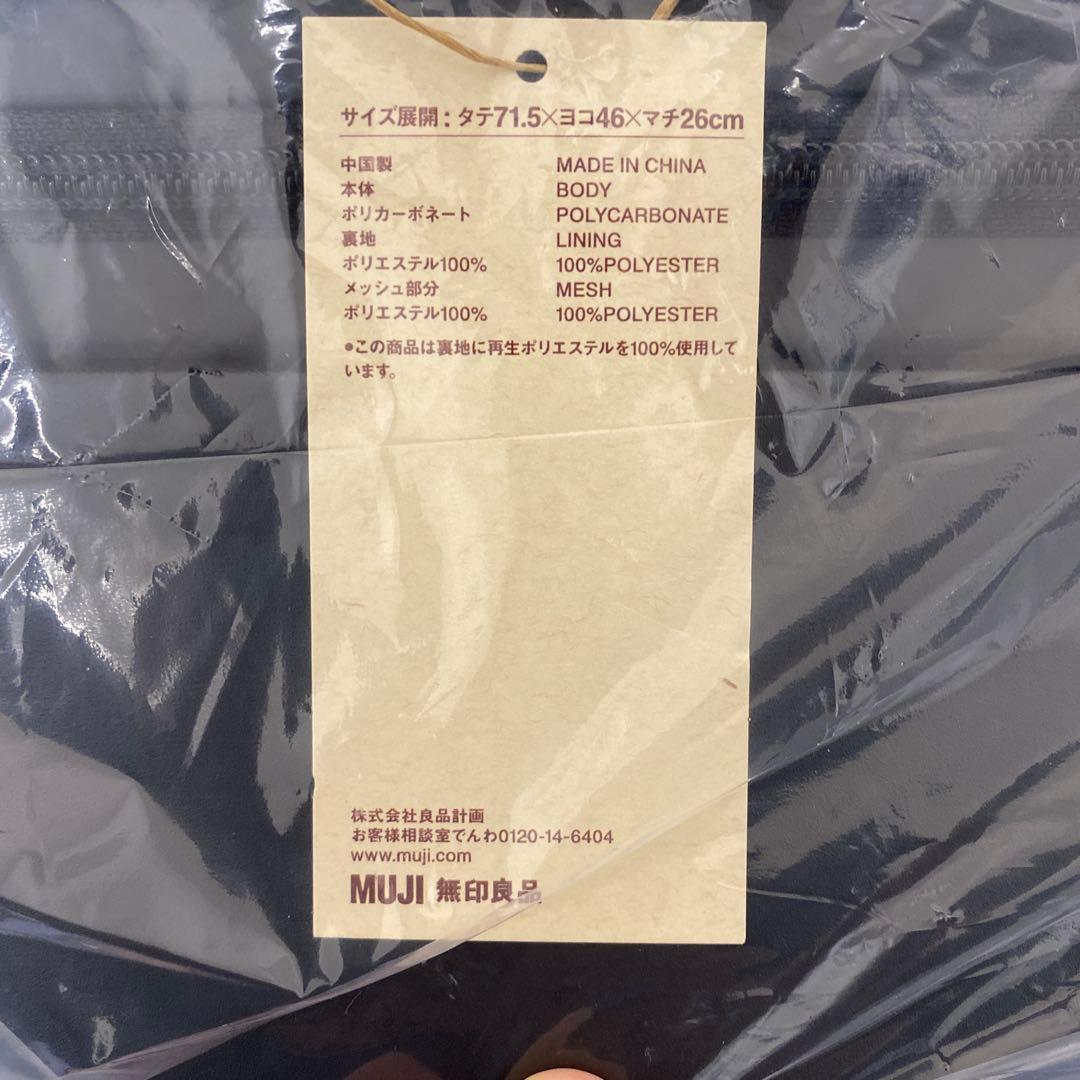 サイズ展開:タテ71.5×ヨコ46×マチ26cm
中国製 MADE IN CHINA
本体 BODY
ポリカーボネート POLYCARBONATE
裏地 LINING
ポリエステル100% 100%POLYESTER
メッシュ部分 MESH
ポリエステル100% 100%POLYESTER
●この商品は裏地に再生ポリエステルを100%使用して
います。
株式会社良品計画
お客様相談室でんわ0120-14-6404
www.muji.com
MUJI 無印良品